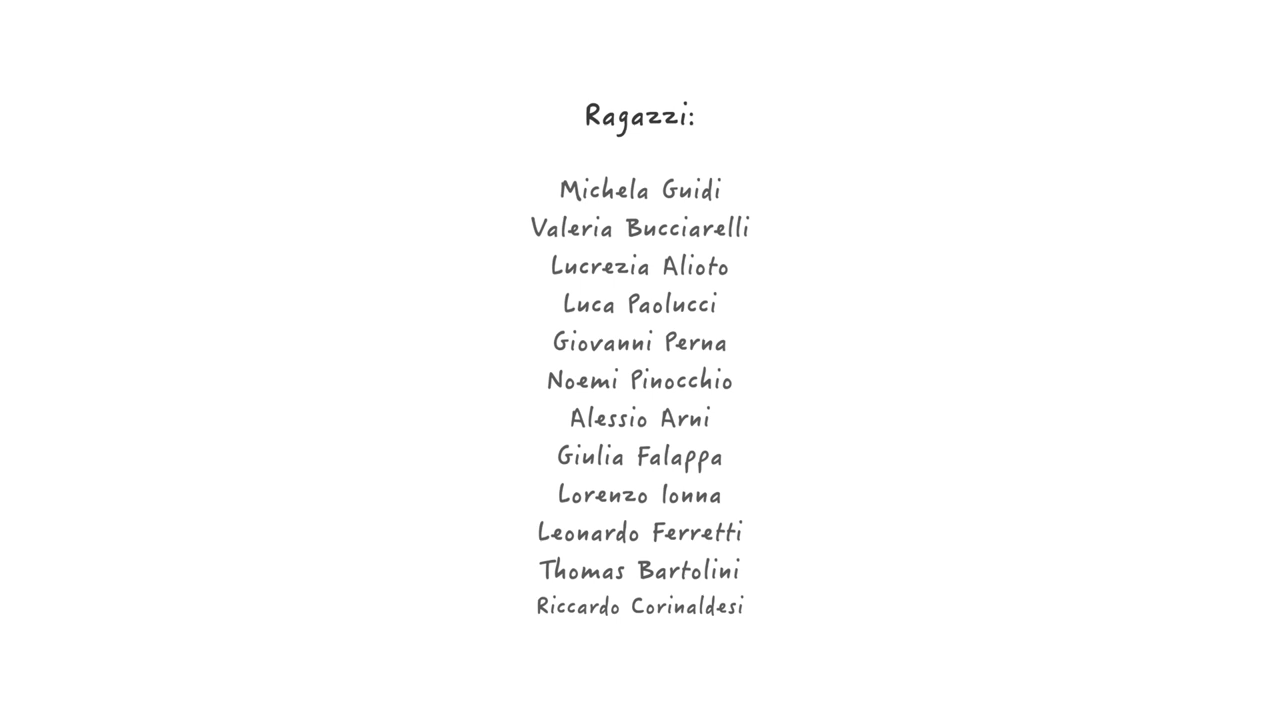 Ragazzi:
Michela Guidi
Valeria Bucciarelli
Lucrezia Alioto
Luca Paolucci
Giovanni Perna
Noemi Pinocchio
Alessio Arni
Giulia Falappa
Lorenzo Ionna
Leonardo Ferretti
Thomas Bartolini
Riccardo Corinaldesi